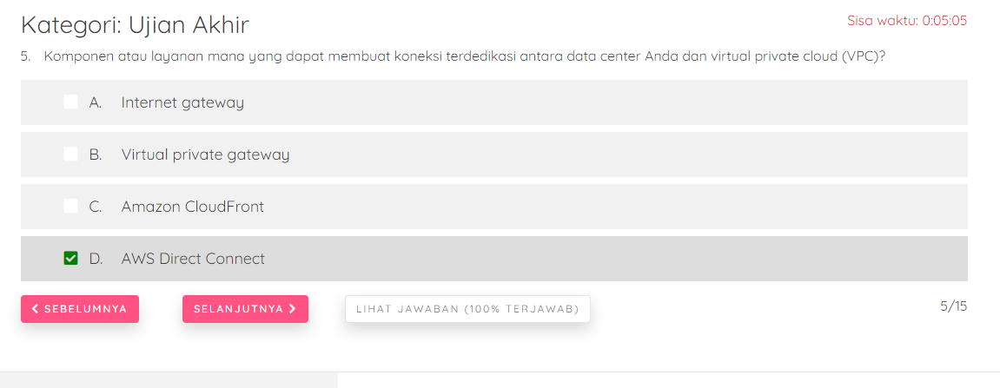 Kategori: Ujian Akhir
Sisa waktu: 0:05:05
5. Komponen atau layanan mana yang dapat membuat koneksi terdedikasi antara data center Anda dan virtual private cloud (VPC)?
A. Internet gateway
B. Virtual private gateway
C. Amazon CloudFront
D. AWS Direct Connect
SEBELUMNYA
SELANJUTNYA
LIHAT JAWABAN (100% TERJAWAB)
5/15